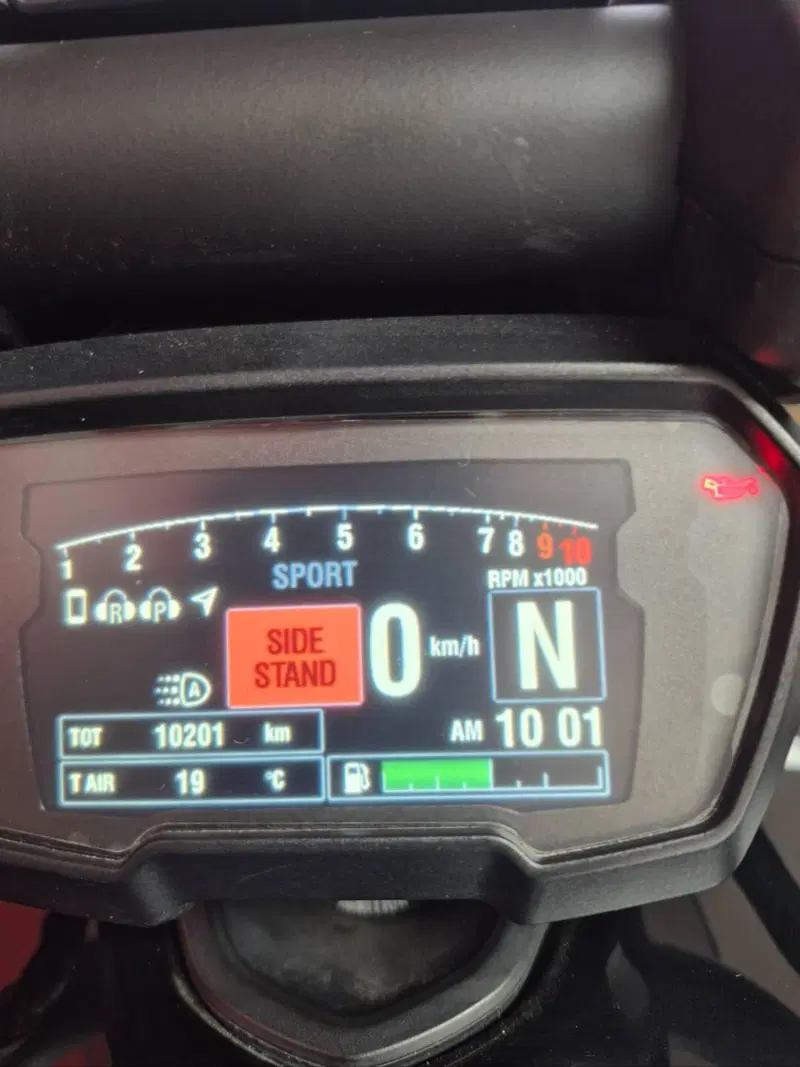 1 2 3 4 5 6 7 8 9 10
SPORT
RPM x1000
R P
SIDE
STAND
0 km/h
N
A
TOT 10201 km
AM 10 01
T AIR 19 °C